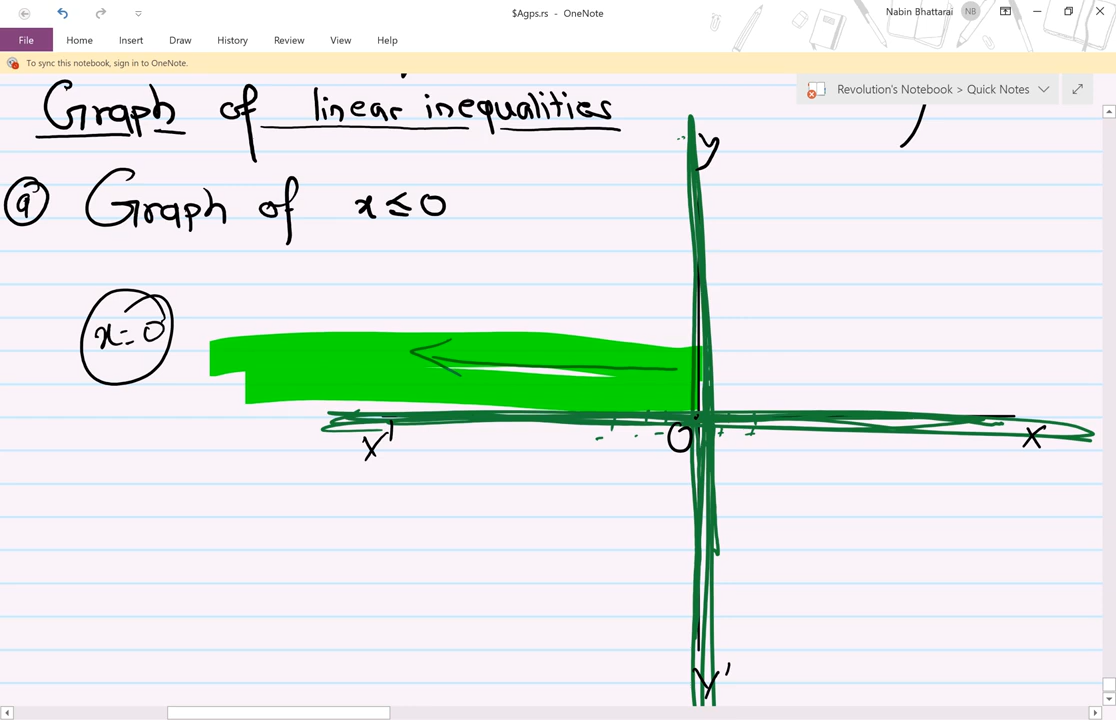 $Agps.rs - OneNote
Nabin Bhattarai NB
File Home Insert Draw History Review View Help
To sync this notebook, sign in to OneNote.
Revolution's Notebook > Quick Notes
Graph of linear inequalities
Y
Graph of x ≤ 0
x = 0
X' O X
Y'